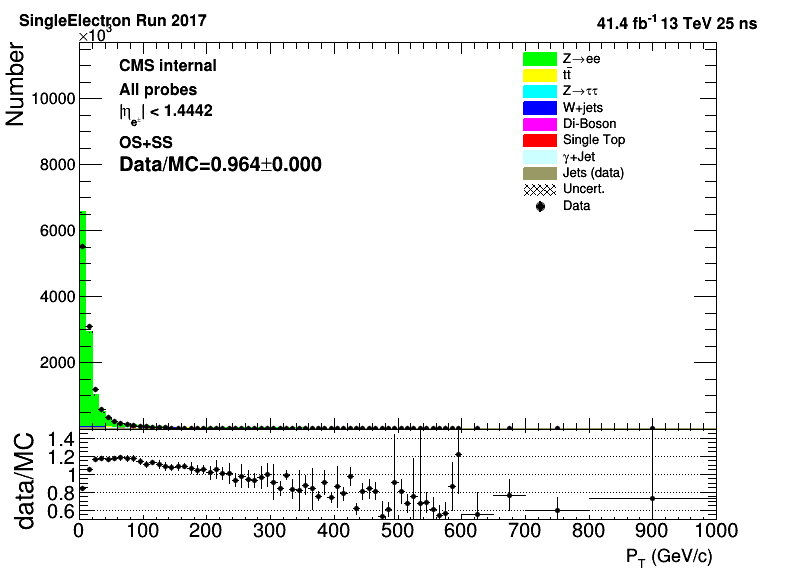 SingleElectron Run 2017
41.4 fb⁻¹ 13 TeV 25 ns
×10³
Number
CMS internal
All probes
|η_e±| < 1.4442
OS+SS
Data/MC=0.964±0.000
Z→ee
tt̄
Z→ττ
W+jets
Di-Boson
Single Top
γ+Jet
Jets (data)
Uncert.
Data
10000
8000
6000
4000
2000
data/MC
1.4
1.2
1
0.8
0.6
0 100 200 300 400 500 600 700 800 900 1000
P_T (GeV/c)